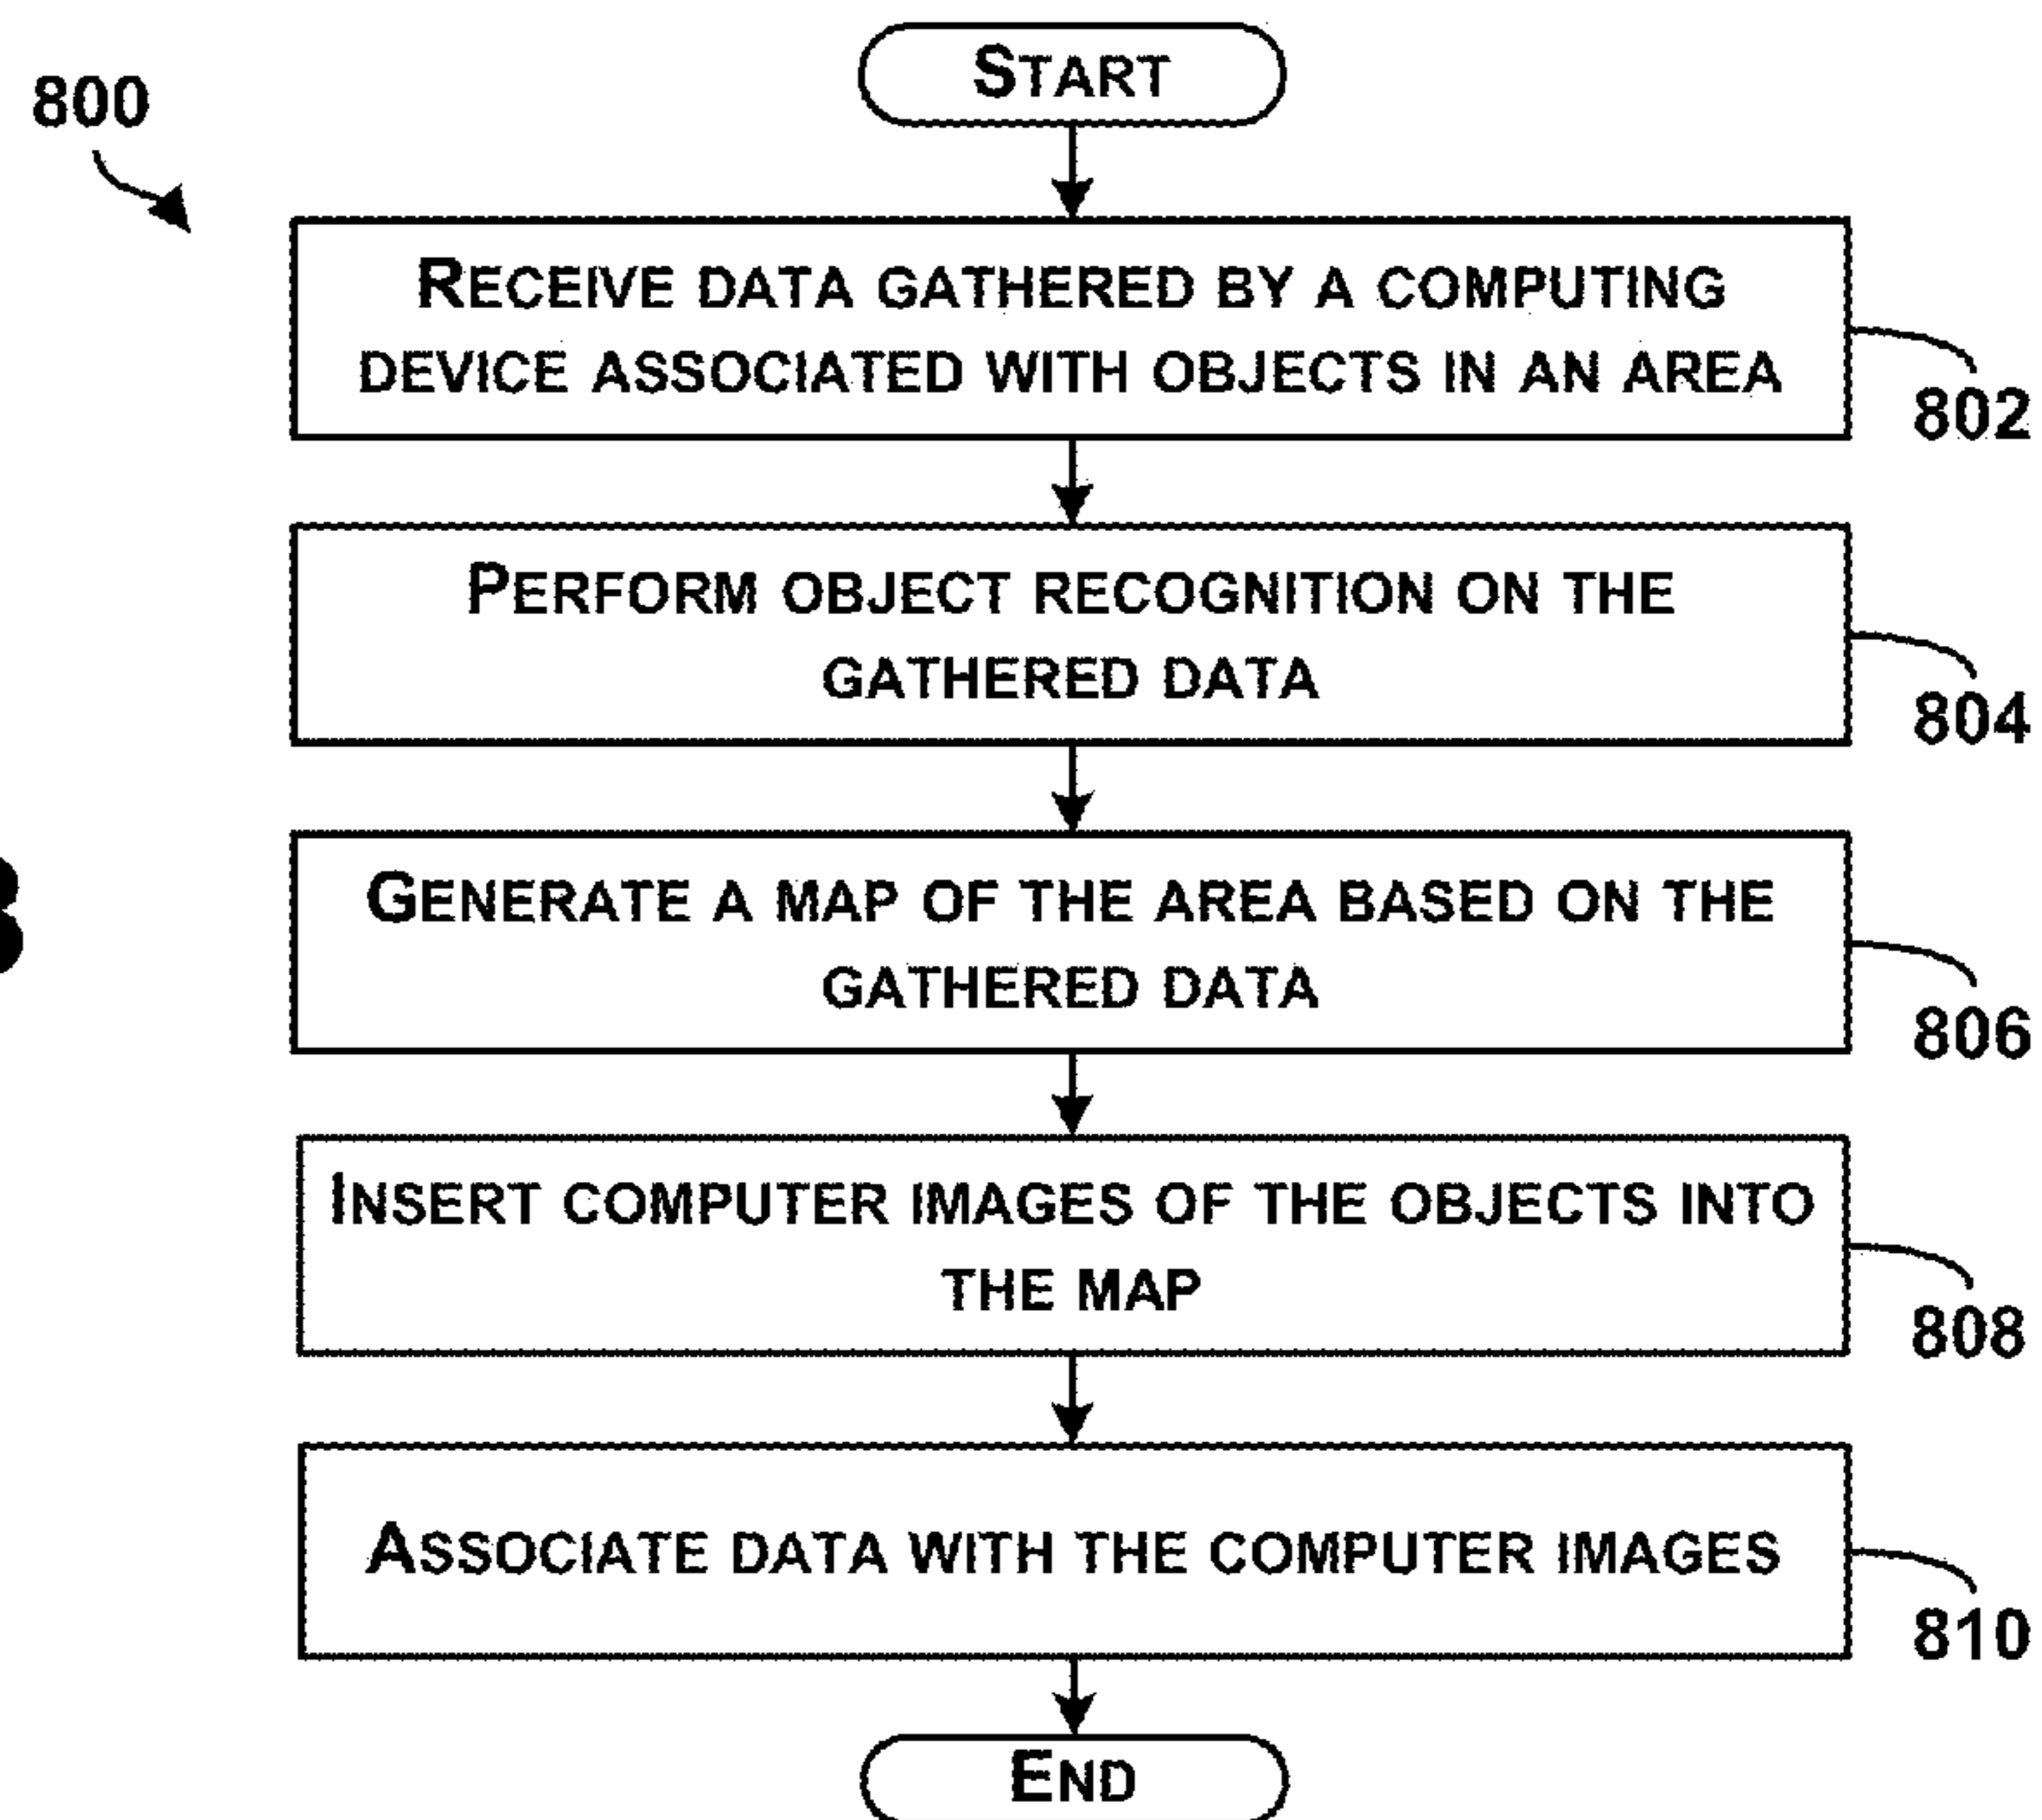 800
START
RECEIVE DATA GATHERED BY A COMPUTING
DEVICE ASSOCIATED WITH OBJECTS IN AN AREA
802
PERFORM OBJECT RECOGNITION ON THE
GATHERED DATA
804
GENERATE A MAP OF THE AREA BASED ON THE
GATHERED DATA
806
INSERT COMPUTER IMAGES OF THE OBJECTS INTO
THE MAP
808
ASSOCIATE DATA WITH THE COMPUTER IMAGES
810
END